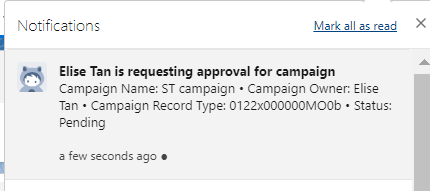 Notifications
Mark all as read
Elise Tan is requesting approval for campaign
Campaign Name: ST campaign • Campaign Owner: Elise
Tan • Campaign Record Type: 0122x000000MO0b • Status:
Pending
a few seconds ago ●